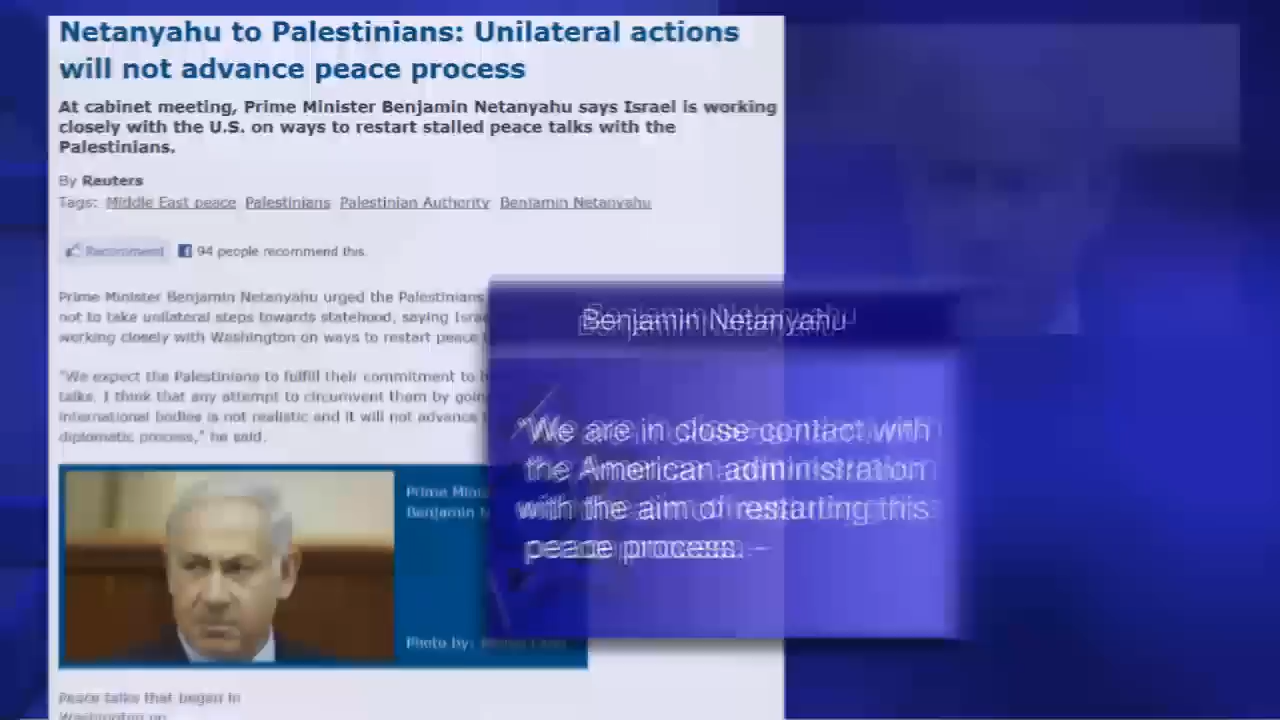 Netanyahu to Palestinians: Unilateral actions
will not advance peace process
At cabinet meeting, Prime Minister Benjamin Netanyahu says Israel is working
closely with the U.S. on ways to restart stalled peace talks with the
Palestinians.
By Reuters
Tags: Middle East peace Palestinians Palestinian Authority Benjamin Netanyahu
Recommend 94 people recommend this.
Prime Minister Benjamin Netanyahu urged the Palestinians
not to take unilateral steps towards statehood, saying
working closely with Washington on ways to restart peace
"We expect the Palestinians to fulfill their commitment to
talks. I think that any attempt to circumvent them by
international bodies is not realistic and it will not advance
diplomatic process," he said.
Prime
Benjamin
Photo by:
Peace talks that began in
Washington on
Benjamin Netanyahu
"We are in close contact with
the American administration
with the aim of restarting this
peace process.